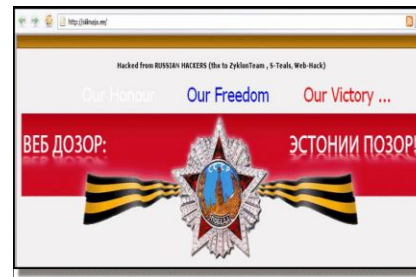 Hacked from RUSSIAN HACKERS (thx to ZyklonTeam , S-Teals, Web-Hack)
Our Honour Our Freedom Our Victory ...
ВЕБ ДОЗОР: ЭСТОНИИ ПОЗОР!